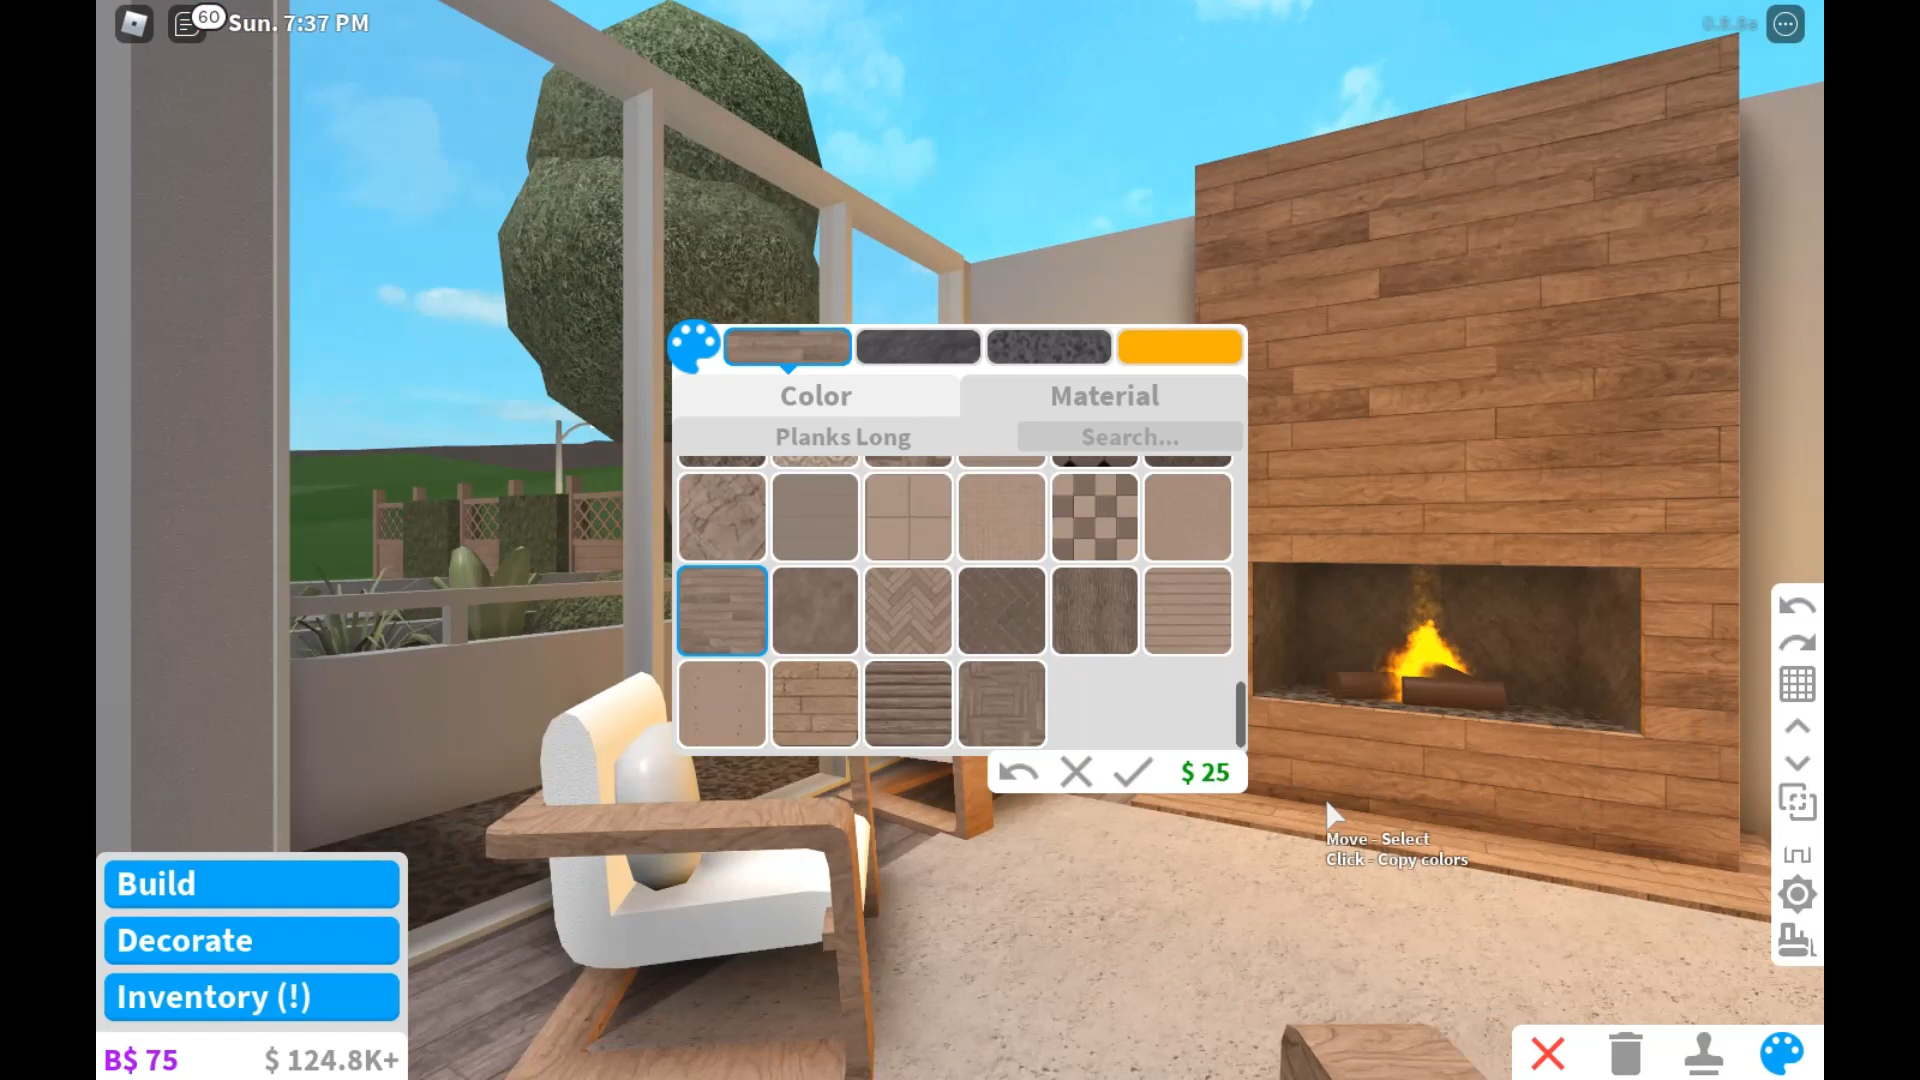 60
Sun. 7:37 PM
Color
Material
Planks Long
Search...
$ 25
Move - Select
Click - Copy colors
Build
Decorate
Inventory (!)
B$ 75
$ 124.8K+